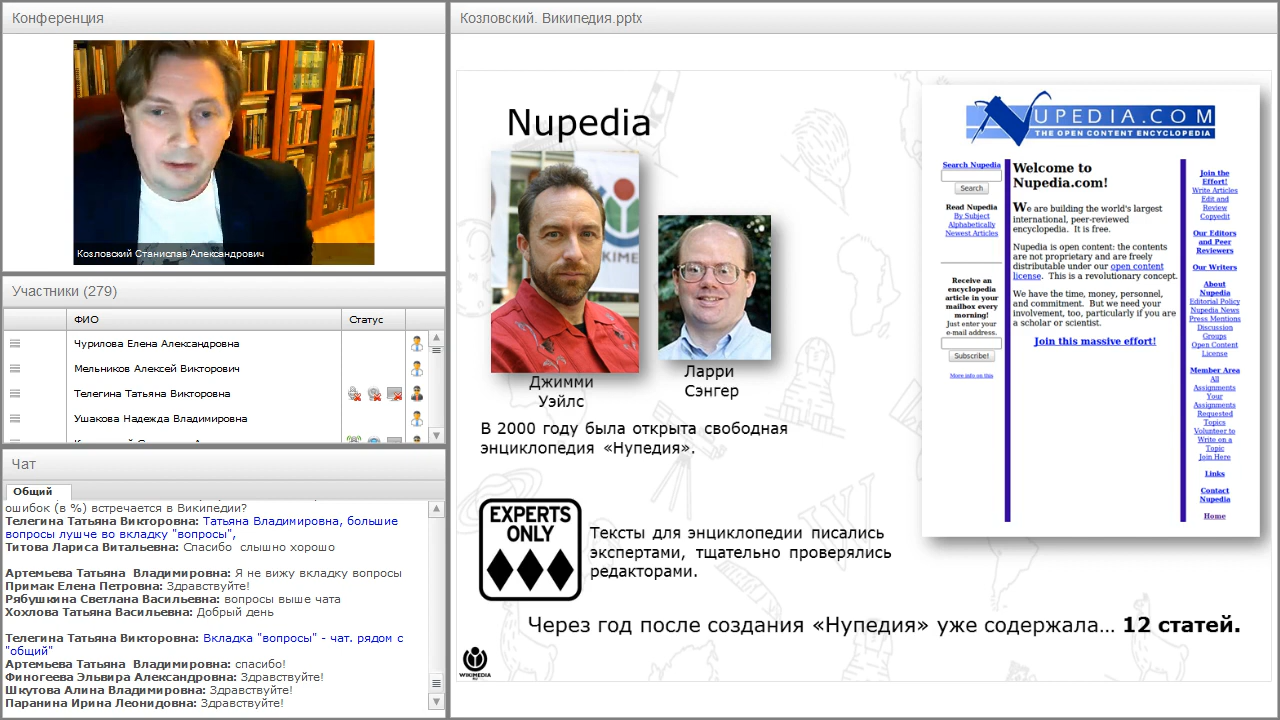 Конференция
Козловский Станислав Александрович
Участники (279)
ФИО
Статус
Чурилова Елена Александровна
Мельников Алексей Викторович
Телегина Татьяна Викторовна
Ушакова Надежда Владимировна
Чат
Общий
ошибок (в %) встречается в Википедии?
Телегина Татьяна Викторовна: Татьяна Владимировна, большие
вопросы лушче во вкладку "вопросы",
Титова Лариса Витальевна: Спасибо слышно хорошо
Артемьева Татьяна Владимировна: Я не вижу вкладку вопросы
Примак Елена Петровна: Здравствуйте!
Рябушкина Светлана Васильевна: вопросы выше чата
Хохлова Татьяна Васильевна: Добрый день
Телегина Татьяна Викторовна: Вкладка "вопросы" - чат. рядом с
"общий"
Артемьева Татьяна Владимировна: спасибо!
Финогеева Эльвира Александровна: Здравствуйте!
Шкутова Алина Владимировна: Здравствуйте!
Паранина Ирина Леонидовна: Здравствуйте!
Козловский. Википедия.pptx
Nupedia
WIKIME
Джимми
Уэйлс
Ларри
Сэнгер
В 2000 году была открыта свободная
энциклопедия «Нупедия».
EXPERTS
ONLY
Тексты для энциклопедии писались
экспертами, тщательно проверялись
редакторами.
Через год после создания «Нупедия» уже содержала... 12 статей.
WIKIMEDIA
RU
NUPEDIA.COM
THE OPEN CONTENT ENCYCLOPEDIA
Search Nupedia
Search
Read Nupedia
By Subject
Alphabetically
Newest Articles
Receive an
encyclopedia
article in your
mailbox every
morning!
Just enter your
e-mail address.
Subscribe!
More info on this
Welcome to
Nupedia.com!
We are building the world's largest
international, peer-reviewed
encyclopedia. It is free.
Nupedia is open content: the contents
are not proprietary and are freely
distributable under our open content
license. This is a revolutionary concept.
We have the time, money, personnel,
and commitment. But we need your
involvement, too, particularly if you are
a scholar or scientist.
Join this massive effort!
Join the
Effort!
Write Articles
Edit and
Review
Copyedit
Our Editors
and Peer
Reviewers
Our Writers
About
Nupedia
Editorial Policy
Nupedia News
Press Mentions
Discussion
Groups
Open Content
License
Member Area
All
Assignments
Your
Assignments
Requested
Topics
Volunteer to
Write on a
Topic
Join Here
Links
Contact
Nupedia
Home